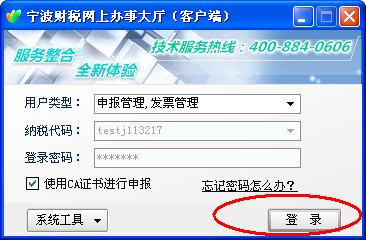 宁波财税网上办事大厅（客户端）
服务整合
全新体验
技术服务热线：400-884-0606
用户类型：申报管理,发票管理
纳税代码：testj113217
登录密码：*******
使用CA证书进行申报 忘记密码怎么办？
系统工具 登 录